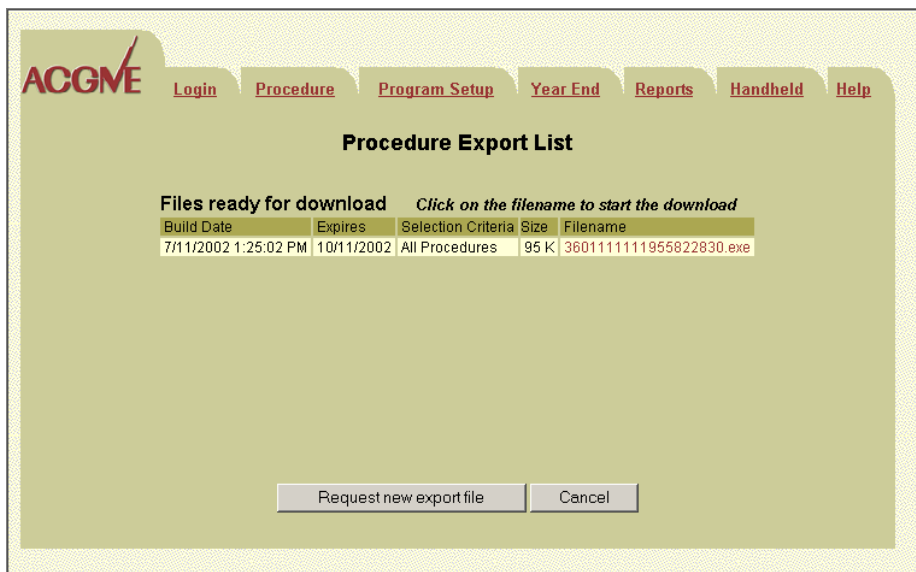 ACGME
Login Procedure Program Setup Year End Reports Handheld Help
Procedure Export List
Files ready for download Click on the filename to start the download
Build Date Expires Selection Criteria Size Filename
7/11/2002 1:25:02 PM 10/11/2002 All Procedures 95 K 3601111111955822830.exe
Request new export file Cancel